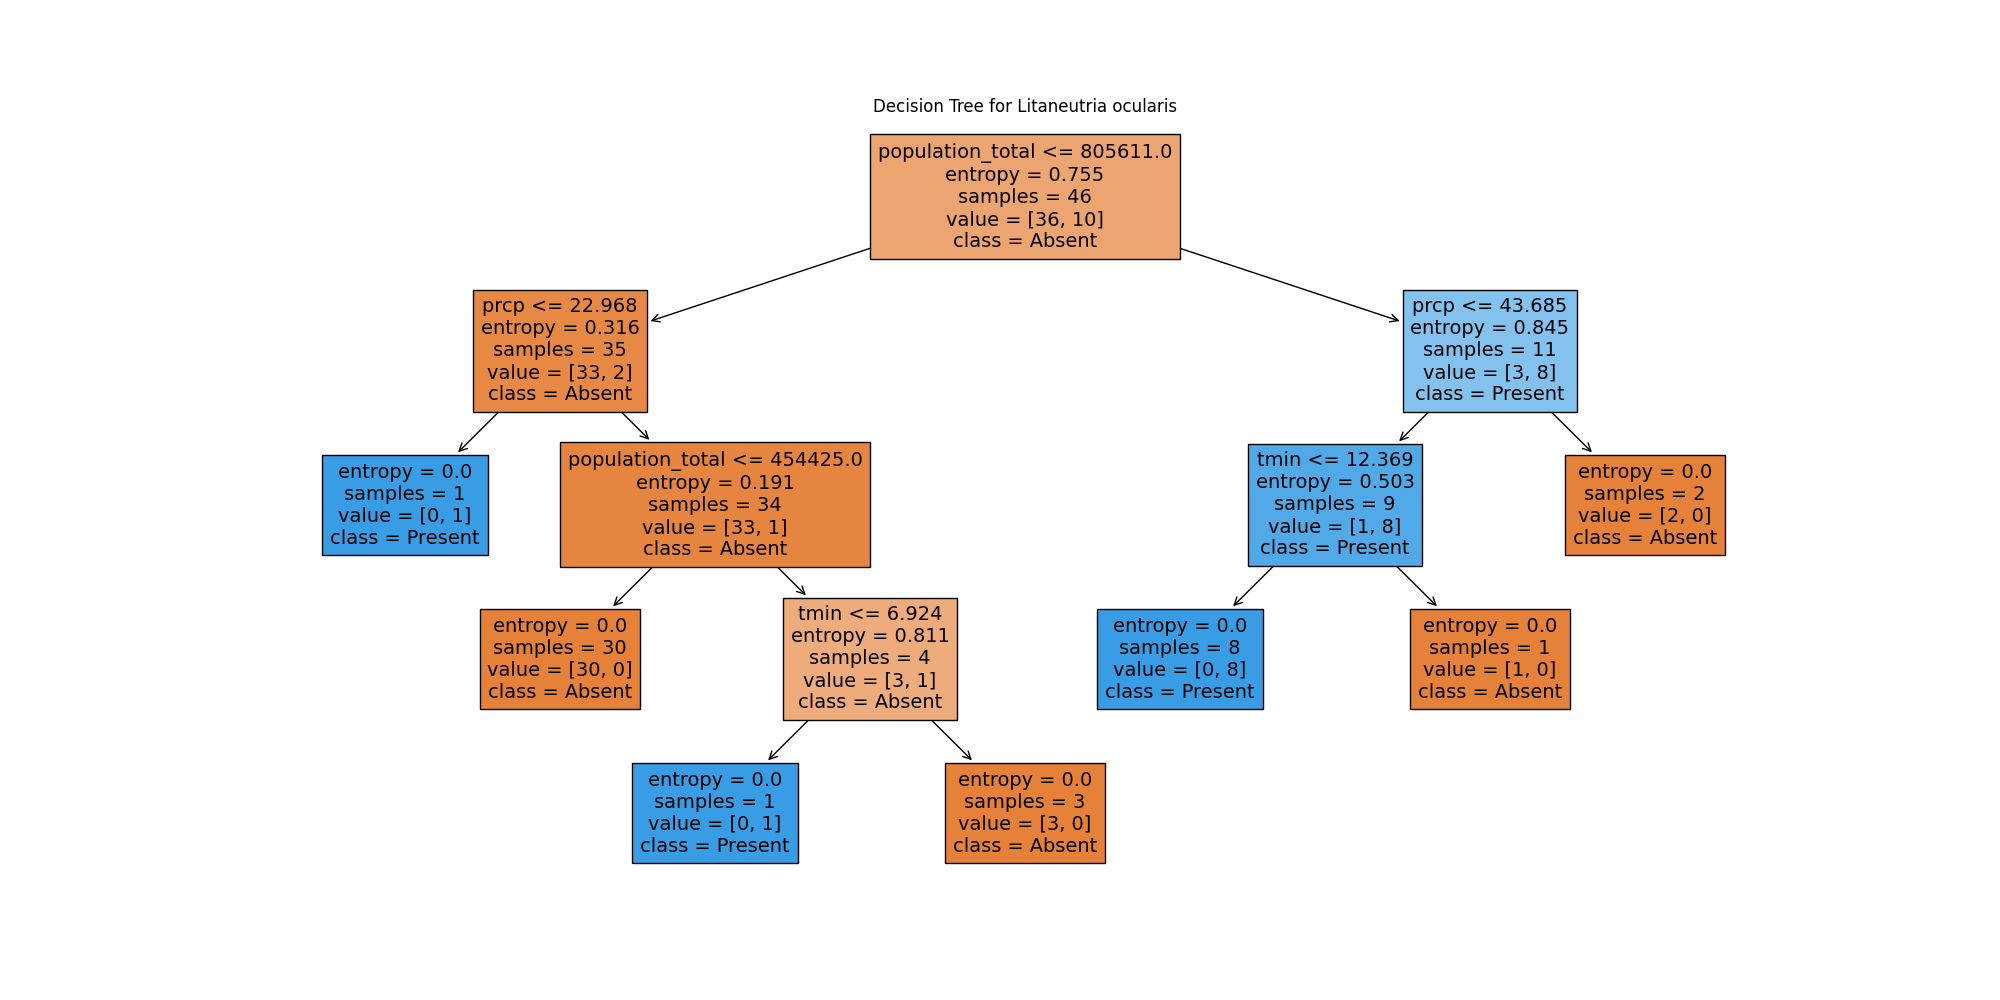 Decision Tree for Litaneutria ocularis
population_total <= 805611.0
entropy = 0.755
samples = 46
value = [36, 10]
class = Absent
prcp <= 22.968
entropy = 0.316
samples = 35
value = [33, 2]
class = Absent
prcp <= 43.685
entropy = 0.845
samples = 11
value = [3, 8]
class = Present
entropy = 0.0
samples = 1
value = [0, 1]
class = Present
population_total <= 454425.0
entropy = 0.191
samples = 34
value = [33, 1]
class = Absent
tmin <= 12.369
entropy = 0.503
samples = 9
value = [1, 8]
class = Present
entropy = 0.0
samples = 2
value = [2, 0]
class = Absent
entropy = 0.0
samples = 30
value = [30, 0]
class = Absent
tmin <= 6.924
entropy = 0.811
samples = 4
value = [3, 1]
class = Absent
entropy = 0.0
samples = 8
value = [0, 8]
class = Present
entropy = 0.0
samples = 1
value = [1, 0]
class = Absent
entropy = 0.0
samples = 1
value = [0, 1]
class = Present
entropy = 0.0
samples = 3
value = [3, 0]
class = Absent